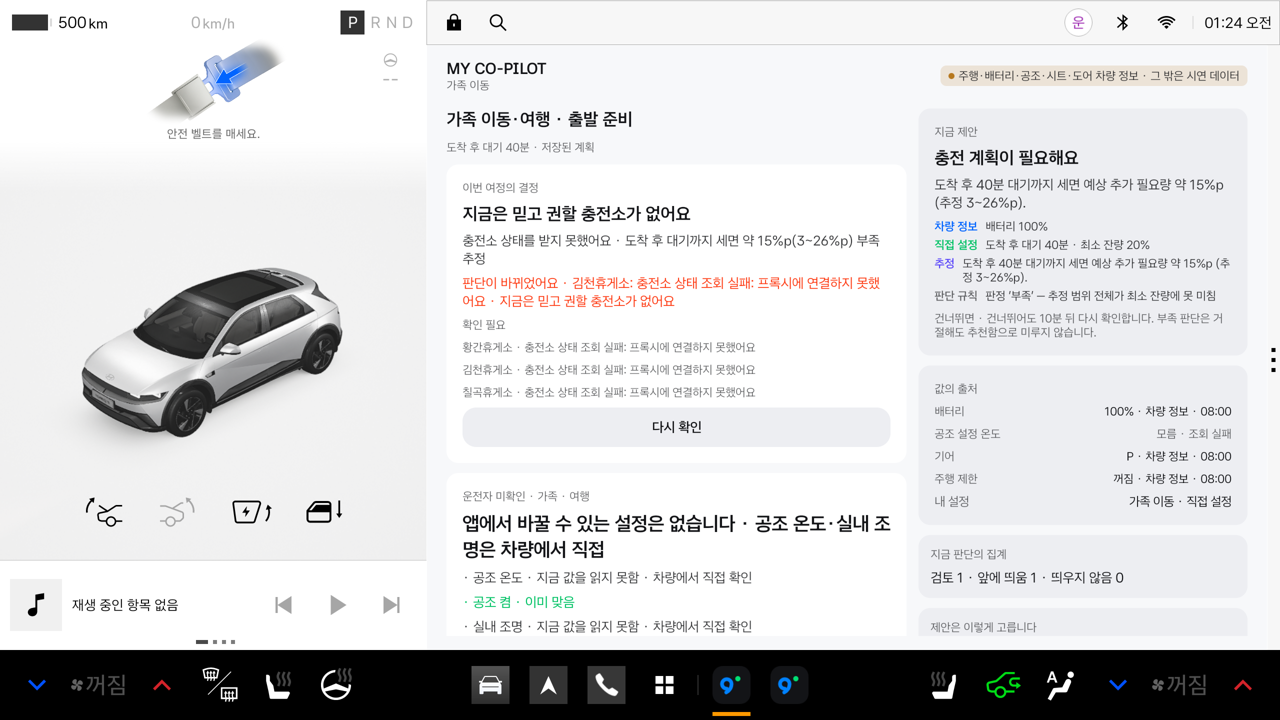 500 km
0 km/h
P R N D
안전 벨트를 매세요.
재생 중인 항목 없음
운
01:24 오전
MY CO-PILOT
가족 이동
주행·배터리·공조·시트·도어 차량 정보 · 그 밖은 시연 데이터
가족 이동·여행 · 출발 준비
도착 후 대기 40분 · 저장된 계획
이번 여정의 결정
지금은 믿고 권할 충전소가 없어요
충전소 상태를 받지 못했어요 · 도착 후 대기까지 세면 약 15%p(3~26%p) 부족
추정
판단이 바뀌었어요 · 김천휴게소: 충전소 상태 조회 실패: 프록시에 연결하지 못했
어요 · 지금은 믿고 권할 충전소가 없어요
확인 필요
황간휴게소 · 충전소 상태 조회 실패: 프록시에 연결하지 못했어요
김천휴게소 · 충전소 상태 조회 실패: 프록시에 연결하지 못했어요
칠곡휴게소 · 충전소 상태 조회 실패: 프록시에 연결하지 못했어요
다시 확인
운전자 미확인 · 가족 · 여행
앱에서 바꿀 수 있는 설정은 없습니다 · 공조 온도·실내 조
명은 차량에서 직접
· 공조 온도 · 지금 값을 읽지 못함 · 차량에서 직접 확인
· 공조 켬 · 이미 맞음
· 실내 조명 · 지금 값을 읽지 못함 · 차량에서 직접 확인
지금 제안
충전 계획이 필요해요
도착 후 40분 대기까지 세면 예상 추가 필요량 약 15%p
(추정 3~26%p).
차량 정보 배터리 100%
직접 설정 도착 후 대기 40분 · 최소 잔량 20%
추정 도착 후 40분 대기까지 세면 예상 추가 필요량 약 15%p (추
정 3~26%p).
판단 규칙 판정 ‘부족’ — 추정 범위 전체가 최소 잔량에 못 미침
건너뛰면 · 건너뛰어도 10분 뒤 다시 확인합니다. 부족 판단은 거
절해도 추천함으로 미루지 않습니다.
값의 출처
배터리 100% · 차량 정보 · 08:00
공조 설정 온도 모름 · 조회 실패
기어 P · 차량 정보 · 08:00
주행 제한 꺼짐 · 차량 정보 · 08:00
내 설정 가족 이동 · 직접 설정
지금 판단의 집계
검토 1 · 앞에 띄움 1 · 띄우지 않음 0
제안은 이렇게 고릅니다
꺼짐
A
꺼짐